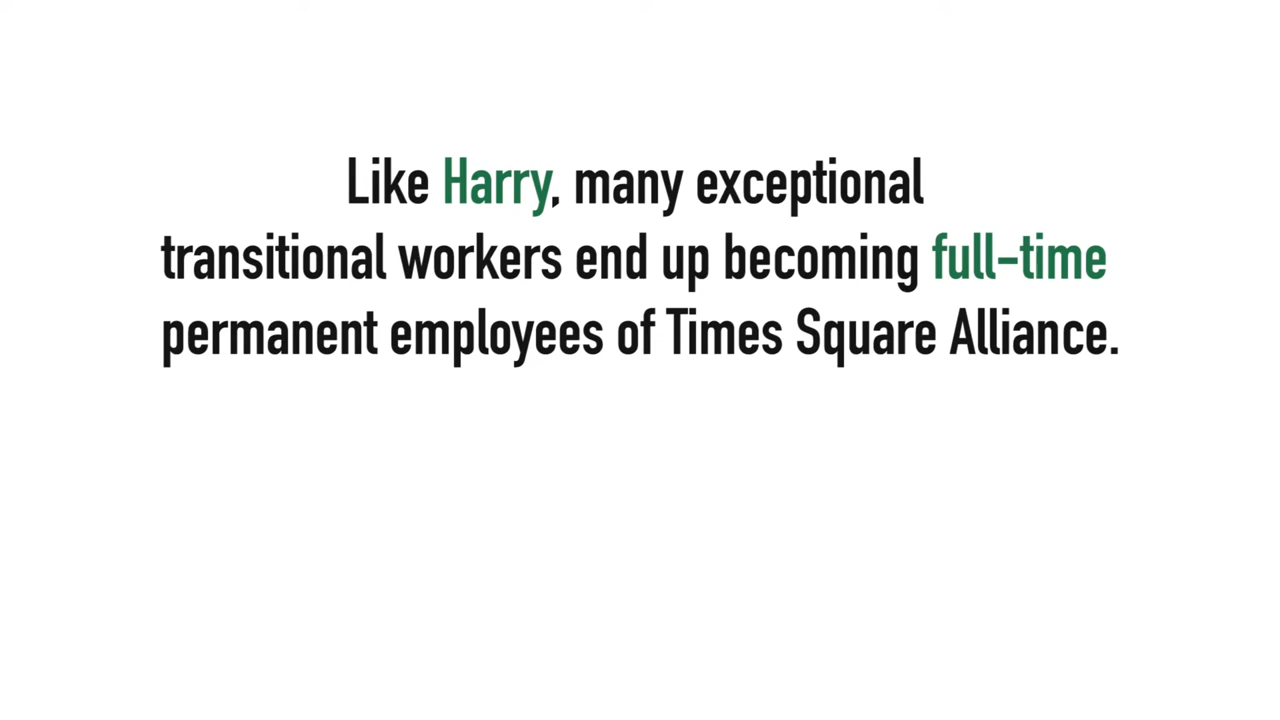 Like Harry, many exceptional
transitional workers end up becoming full-time
permanent employees of Times Square Alliance.